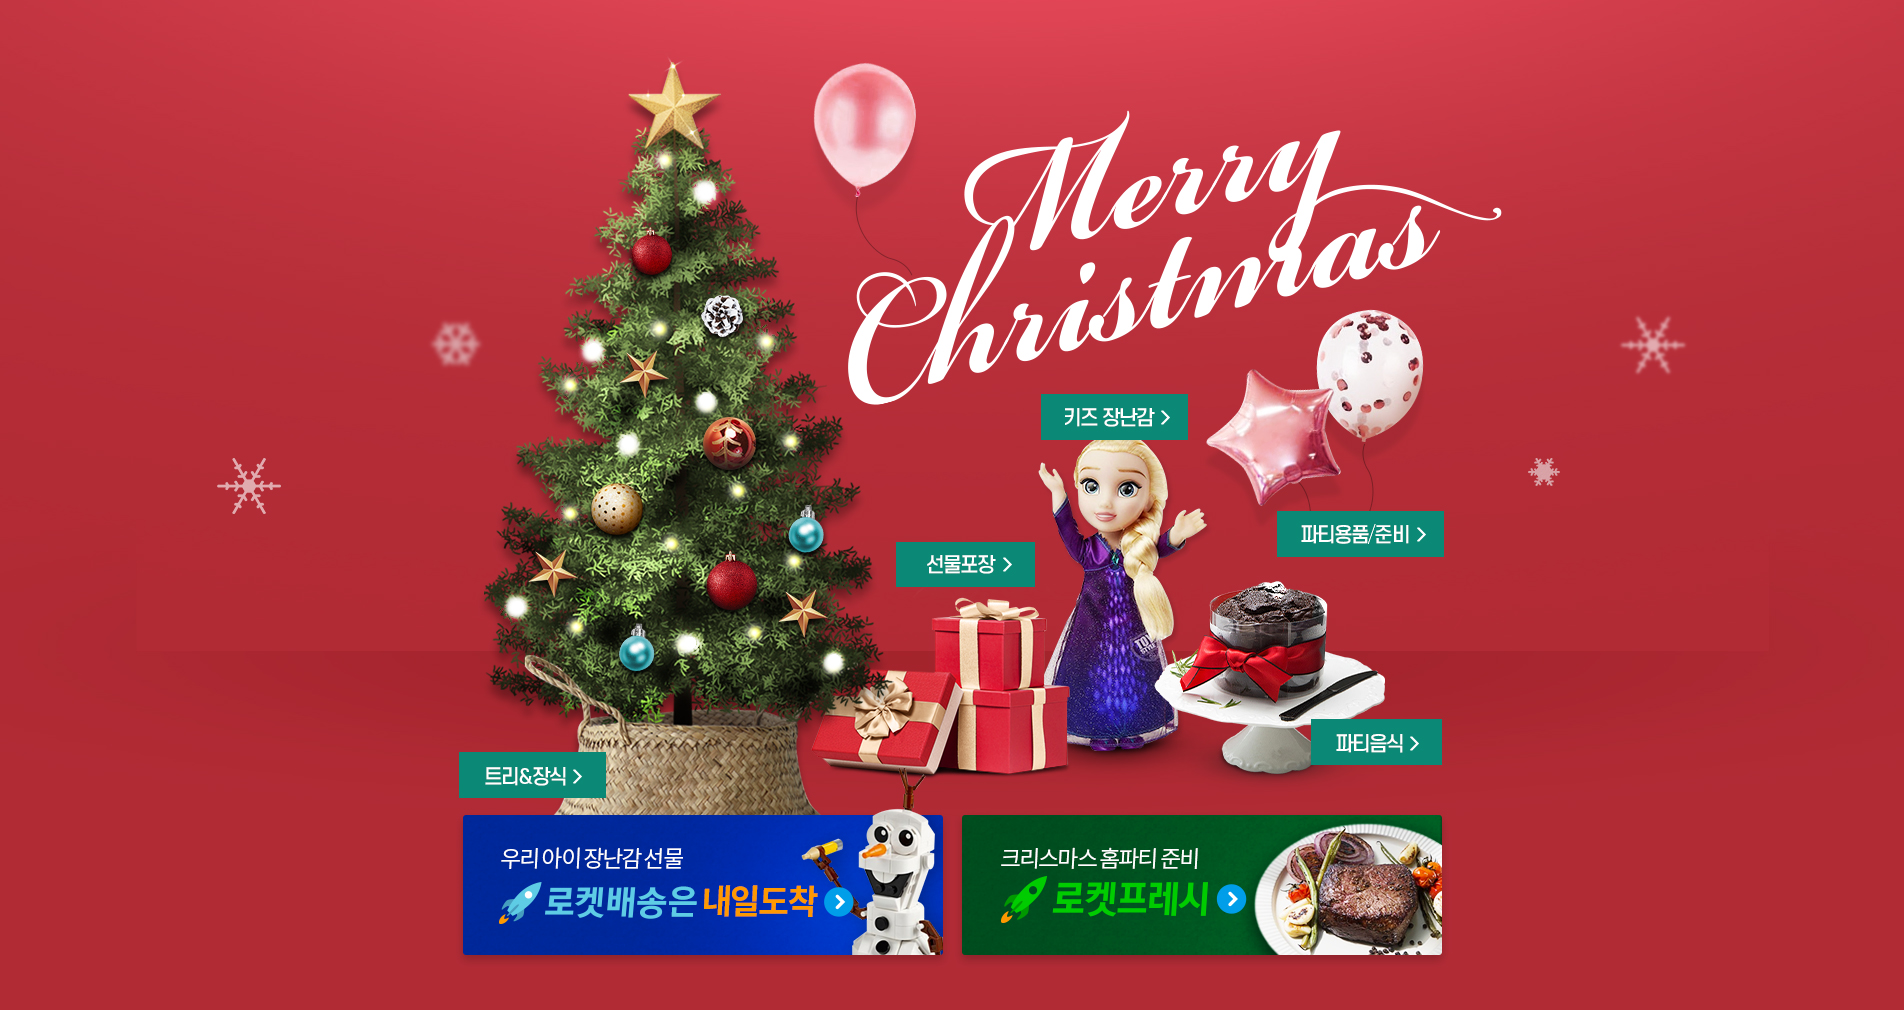 Merry
Christmas
키즈 장난감
파티용품/준비
선물포장
파티음식
트리&장식
우리 아이 장난감 선물
로켓배송은 내일도착
크리스마스 홈파티 준비
로켓프레시